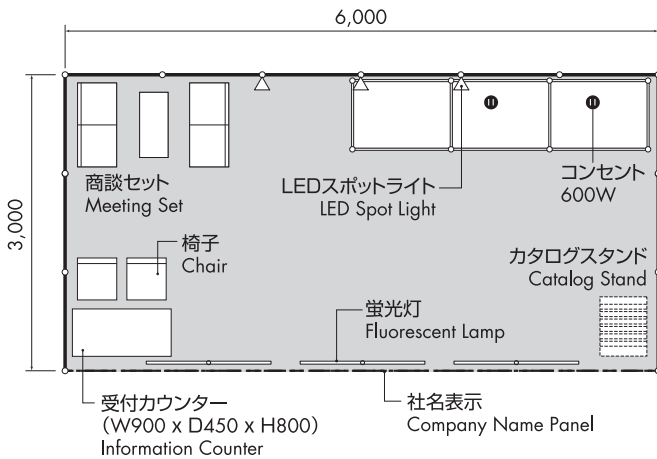 6,000
3,000
商談セット
Meeting Set
LEDスポットライト
LED Spot Light
コンセント
600W
椅子
Chair
カタログスタンド
Catalog Stand
蛍光灯
Fluorescent Lamp
受付カウンター
（W900 x D450 x H800）
Information Counter
社名表示
Company Name Panel